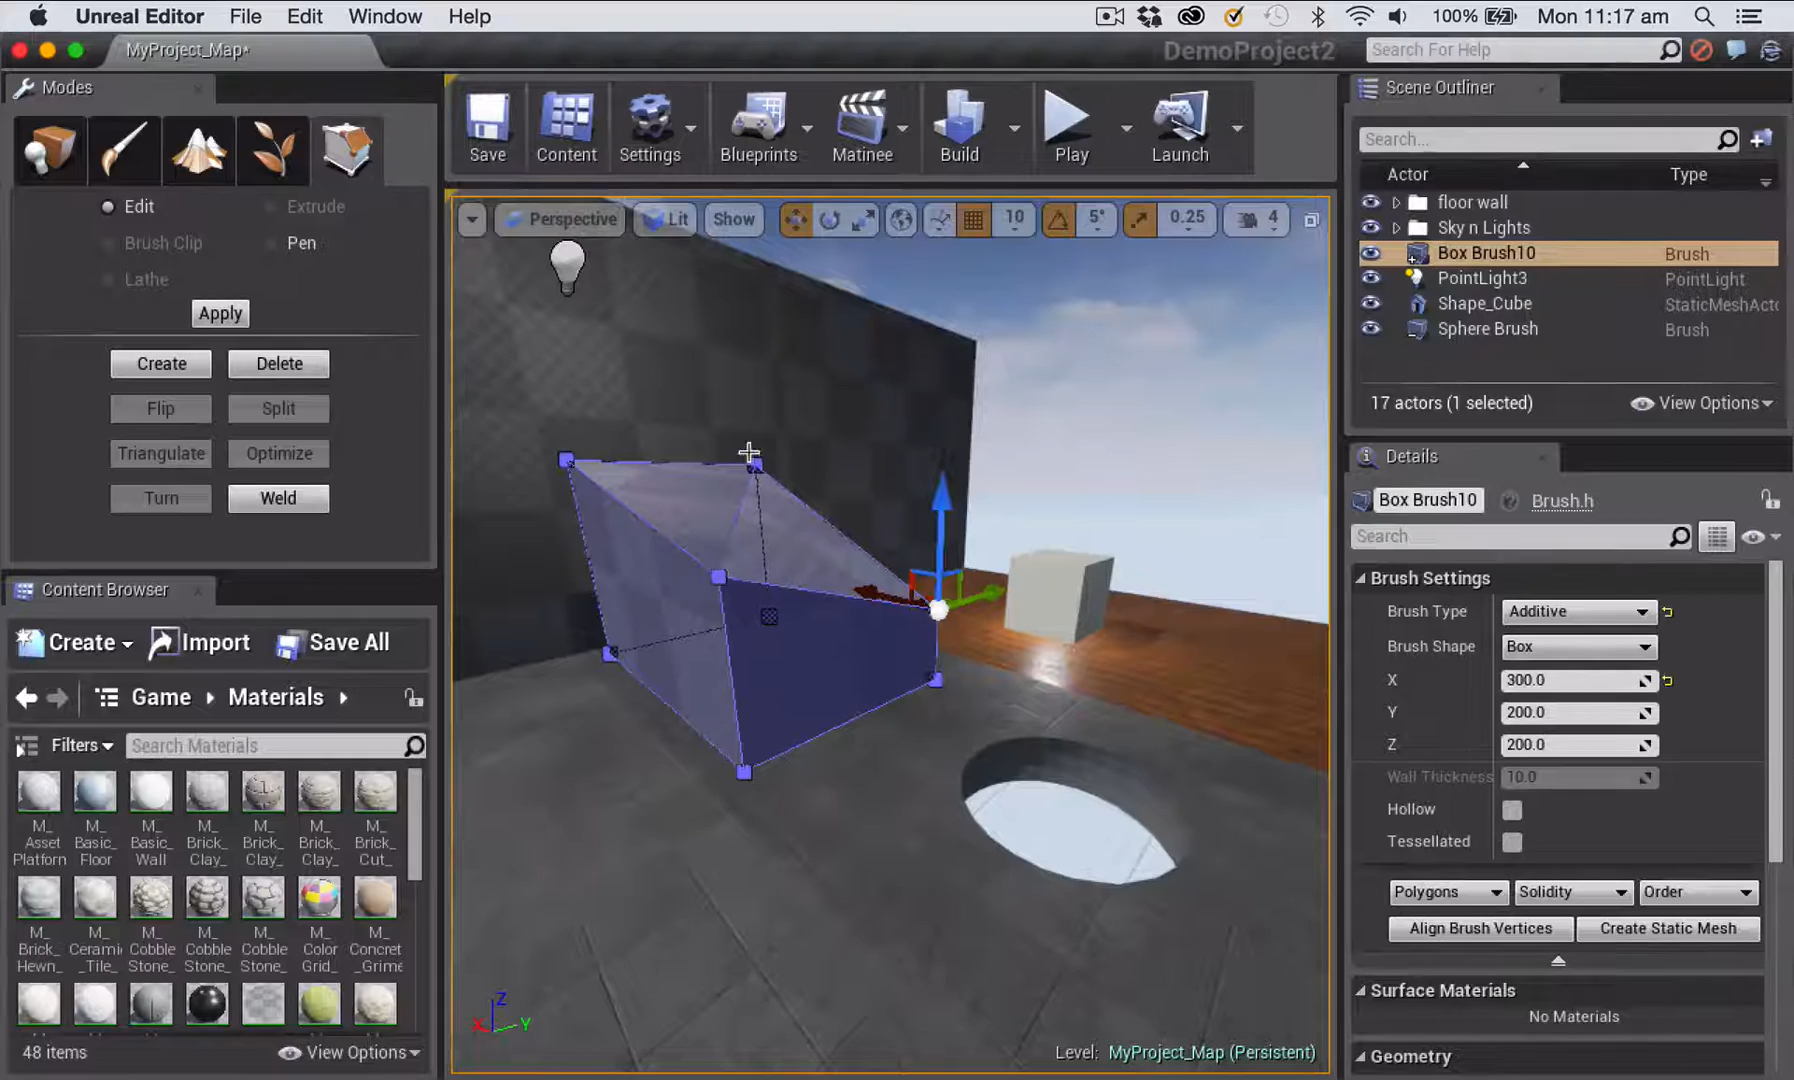 Unreal Editor File Edit Window Help 100% Mon 11:17 am
MyProject_Map* DemoProject2 Search For Help
Modes
Edit Extrude
Brush Clip Pen
Lathe
Apply
Create Delete
Flip Split
Triangulate Optimize
Turn Weld
Content Browser
Create Import Save All
Game Materials
Filters Search Materials
M_ Asset Platforn
M_ Basic_ Floor
M_ Basic_ Wall
M_ Brick_ Clay_
M_ Brick_ Clay_
M_ Brick_ Clay_
M_ Brick_ Cut_
M_ Brick_ Hewn_
M_ Cerami _Tile_
M_ Cobble Stone_
M_ Cobble Stone_
M_ Cobble Stone_
M_ Color Grid_
M_ Concret _Grime
48 items View Options
Save Content Settings Blueprints Matinee Build Play Launch
Perspective Lit Show 10 5° 0.25 4
Z
X Y
Level: MyProject_Map (Persistent)
Scene Outliner
Search...
Actor Type
floor wall
Sky n Lights
Box Brush10 Brush
PointLight3 PointLight
Shape_Cube StaticMeshActo
Sphere Brush Brush
17 actors (1 selected) View Options
Details
Box Brush10 Brush.h
Search
Brush Settings
Brush Type Additive
Brush Shape Box
X 300.0
Y 200.0
Z 200.0
Wall Thickness 10.0
Hollow
Tessellated
Polygons Solidity Order
Align Brush Vertices Create Static Mesh
Surface Materials
No Materials
Geometry